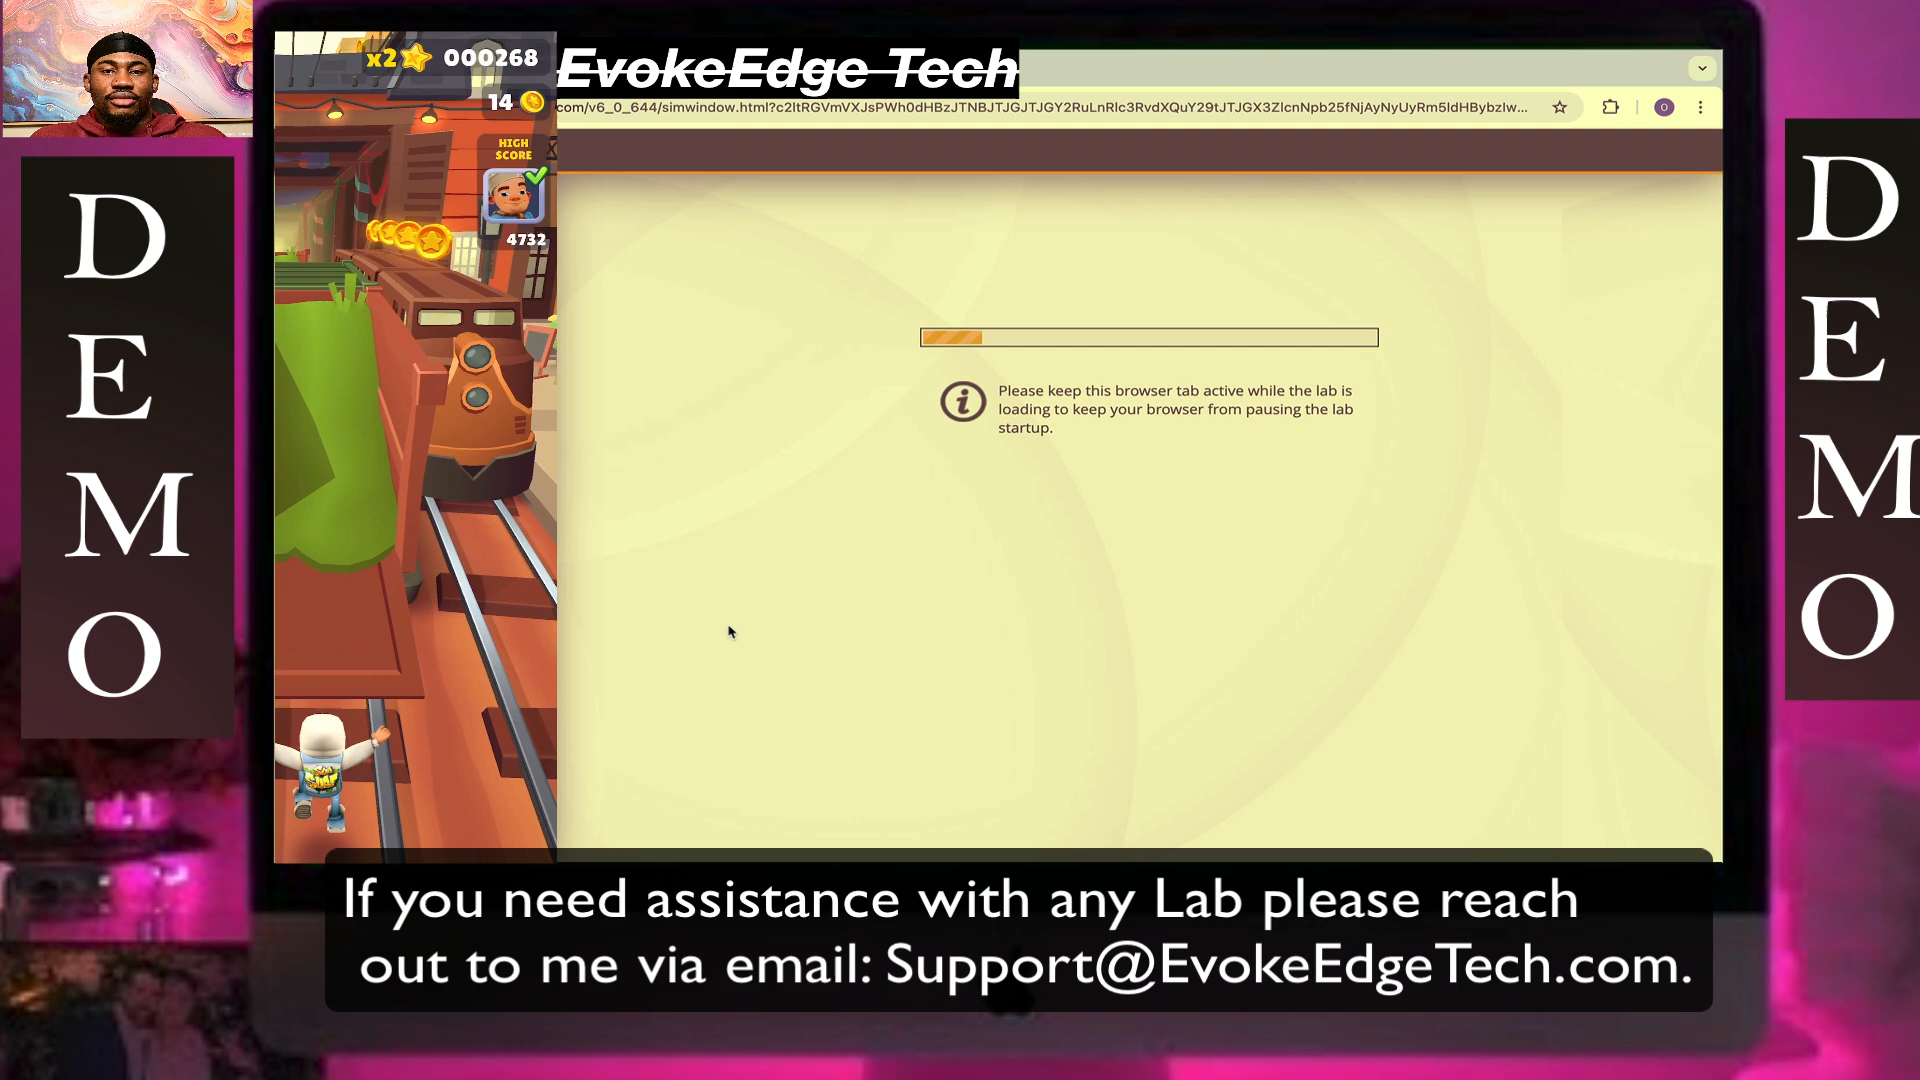 x2 000268
14
HIGH
SCORE
4732
EvokeEdge Tech
com/v6_0_644/simwindow.html?c2ltRGVmVXJsPWh0dHBzJTNBJTJGJTJGY2RuLnRlc3RvdXQuY29tJTJGX3ZlcnNpb25fNjAyNyUyRm5ldHBybzIw...
O
Please keep this browser tab active while the lab is
loading to keep your browser from pausing the lab
startup.
D
E
M
O
D
E
M
O
If you need assistance with any Lab please reach
out to me via email: Support@EvokeEdgeTech.com.